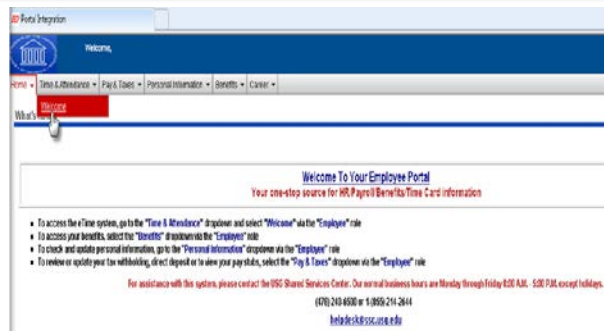 Portal Integration
Welcome,
Home Time & Attendance Pay & Taxes Personal Information Benefits Career
Welcome
What's
Welcome To Your Employee Portal
Your one-stop source for HR/Payroll/Benefits/Time Card information
To access the eTime system, go to the "Time & Attendance" dropdown and select "Welcome" via the "Employee" role
To access your benefits, select the "Benefits" dropdown via the "Employee" role
To check and update personal information, go to the "Personal Information" dropdown via the "Employee" role
To review or update your tax withholding, direct deposit or to view your pay stubs, select the "Pay & Taxes" dropdown via the "Employee" role
For assistance with this system, please contact the USG Shared Services Center. Our normal business hours are Monday through Friday 8:00 A.M. - 5:00 P.M. except holidays.
(478) 240-6500 or 1-(855)-214-2644
helpdesk@ssc.usg.edu